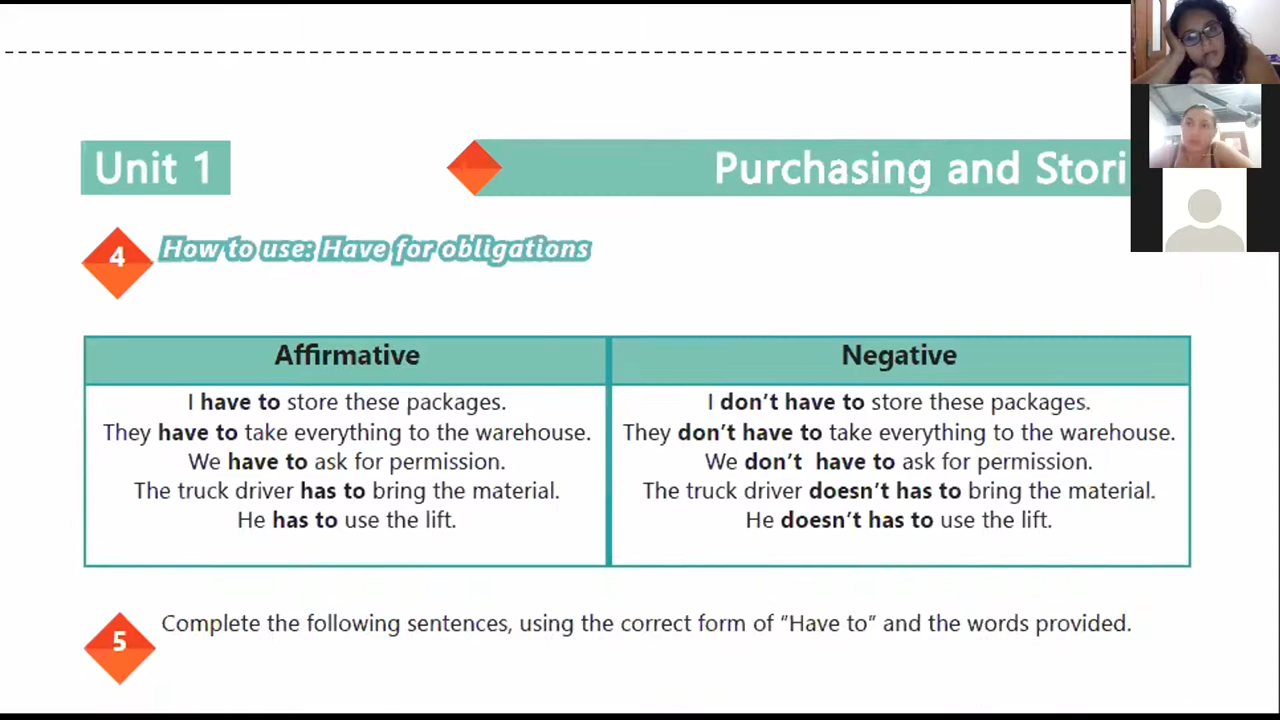 Unit 1
Purchasing and Stori
4
How to use: Have for obligations
Affirmative
Negative
I have to store these packages.
They have to take everything to the warehouse.
We have to ask for permission.
The truck driver has to bring the material.
He has to use the lift.
I don’t have to store these packages.
They don’t have to take everything to the warehouse.
We don’t have to ask for permission.
The truck driver doesn’t has to bring the material.
He doesn’t has to use the lift.
5
Complete the following sentences, using the correct form of “Have to” and the words provided.